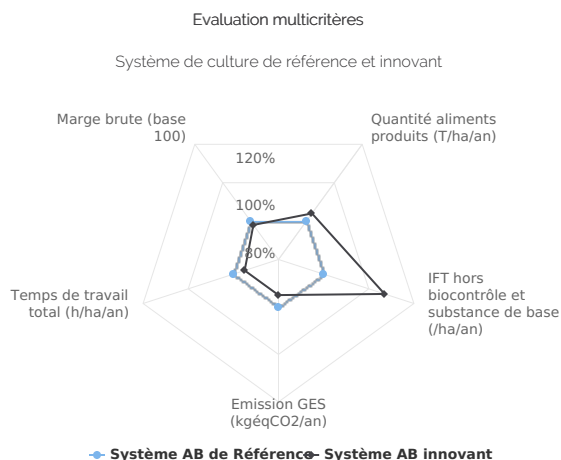 Evaluation multicritères
Système de culture de référence et innovant
Marge brute (base
100)
Quantité aliments
produits (T/ha/an)
120%
100%
80%
IFT hors
biocontrôle et
substance de base
(/ha/an)
Temps de travail
total (h/ha/an)
Emission GES
(kgéqCO2/an)
Système AB de Référence
Système AB innovant